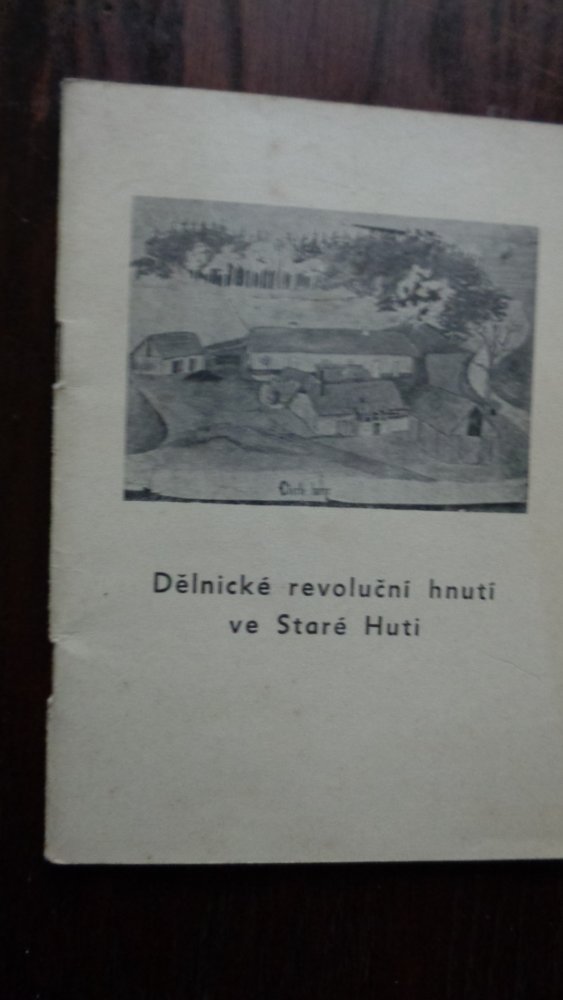 Dělnické revoluční hnutí
ve Staré Huti